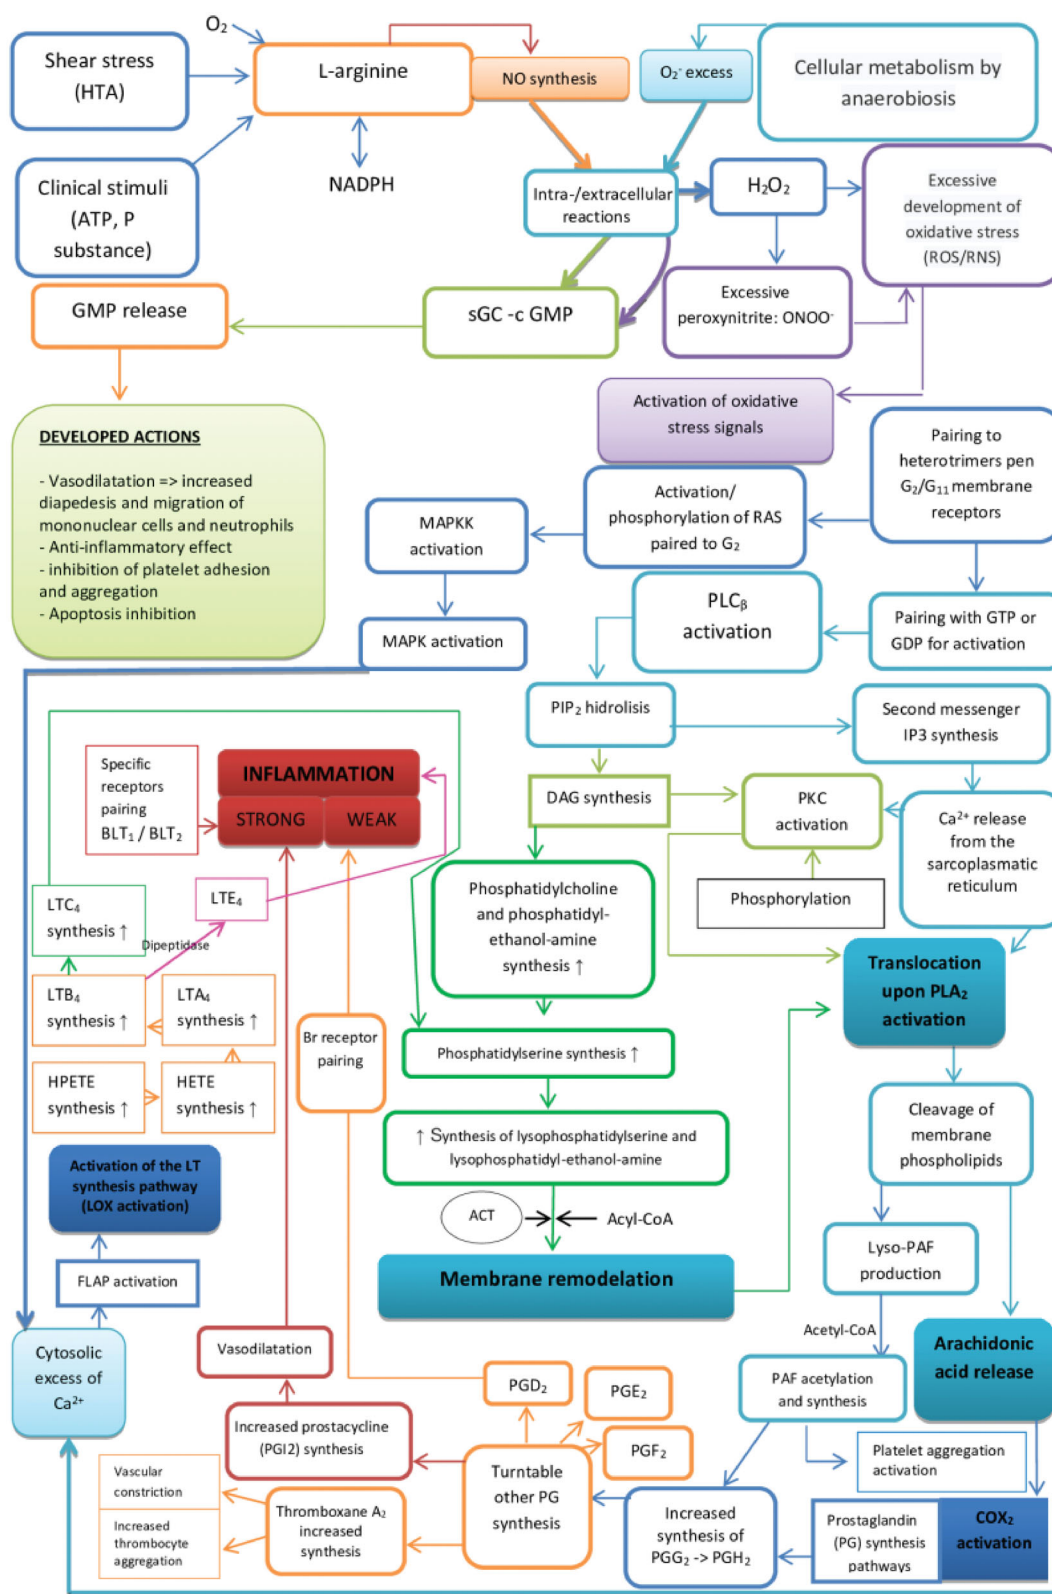 O₂
Shear stress
(HTA)
L-arginine
NO synthesis
O₂⁻ excess
Cellular metabolism by
anaerobiosis
Clinical stimuli
(ATP, P
substance)
NADPH
Intra-/extracellular
reactions
H₂O₂
Excessive
development of
oxidative stress
(ROS/RNS)
GMP release
sGC -c GMP
Excessive
peroxynitrite: ONOO⁻
Activation of oxidative
stress signals
DEVELOPED ACTIONS
- Vasodilatation => increased
diapedesis and migration of
mononuclear cells and neutrophils
- Anti-inflammatory effect
- inhibition of platelet adhesion
and aggregation
- Apoptosis inhibition
MAPKK
activation
Activation/
phosphorylation of RAS
paired to G₂
Pairing to
heterotrimers pen
G₂/G₁₁ membrane
receptors
MAPK activation
PLCᵦ
activation
Pairing with GTP or
GDP for activation
PIP₂ hidrolisis
Second messenger
IP3 synthesis
Specific
receptors
pairing
BLT₁ / BLT₂
INFLAMMATION
STRONG
WEAK
DAG synthesis
PKC
activation
Ca²⁺ release
from the
sarcoplasmatic
reticulum
LTC₄
synthesis ↑
LTE₄
Dipeptidase
Phosphatidylcholine
and phosphatidyl-
ethanol-amine
synthesis ↑
Phosphorylation
LTB₄
synthesis ↑
LTA₄
synthesis ↑
Translocation
upon PLA₂
activation
Br receptor
pairing
Phosphatidylserine synthesis ↑
HPETE
synthesis ↑
HETE
synthesis ↑
↑ Synthesis of lysophosphatidylserine and
lysophosphatidyl-ethanol-amine
Cleavage of
membrane
phospholipids
Activation of the LT
synthesis pathway
(LOX activation)
ACT
Acyl-CoA
Lyso-PAF
production
FLAP activation
Membrane remodelation
Acetyl-CoA
Cytosolic
excess of
Ca²⁺
Vasodilatation
Arachidonic
acid release
PGD₂
PGE₂
PAF acetylation
and synthesis
Increased prostacycline
(PGI2) synthesis
PGF₂
Platelet aggregation
activation
Vascular
constriction
Thromboxane A₂
increased
synthesis
Turntable
other PG
synthesis
Increased
synthesis of
PGG₂ -> PGH₂
Prostaglandin
(PG) synthesis
pathways
COX₂
activation
Increased
thrombocyte
aggregation